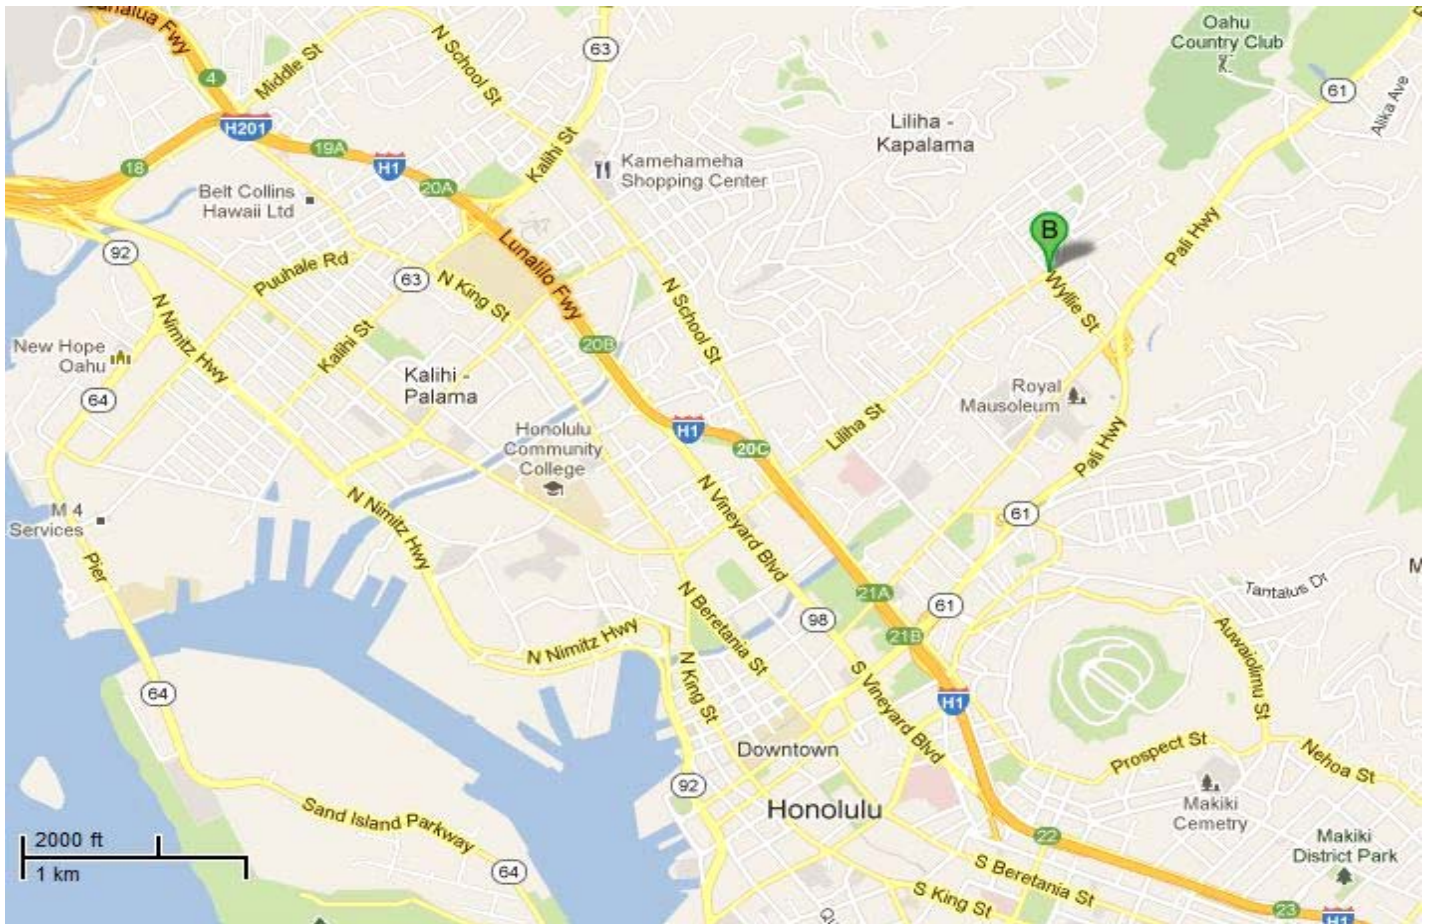 Oahu
Country Club
Middle St
N School St
63
4
61
Alika Ave
Liliha -
Kapalama
H201
19A
H1
18
20A
Kalihi St
Kamehameha
Shopping Center
Belt Collins
Hawaii Ltd
Pali Hwy
B
92
Lunalilo Fwy
Puuhale Rd
63
N King St
N School St
Wyllie St
N Nimitz Hwy
Kalihi St
20B
New Hope
Oahu
64
Kalihi -
Palama
Royal
Mausoleum
Liliha St
H1
20C
Pali Hwy
Honolulu
Community
College
N Nimitz Hwy
N Vineyard Blvd
61
M 4
Services
Pier
Tantalus Dr
M
21A
61
98
21B
N Beretania St
N Nimitz Hwy
Auwaiolimu St
N King St
S Vineyard Blvd
64
H1
Downtown
Prospect St
Nehoa St
92
Honolulu
Makiki
Cemetry
Sand Island Parkway
2000 ft
1 km
22
Makiki
District Park
64
S Beretania St
S King St
23
H1